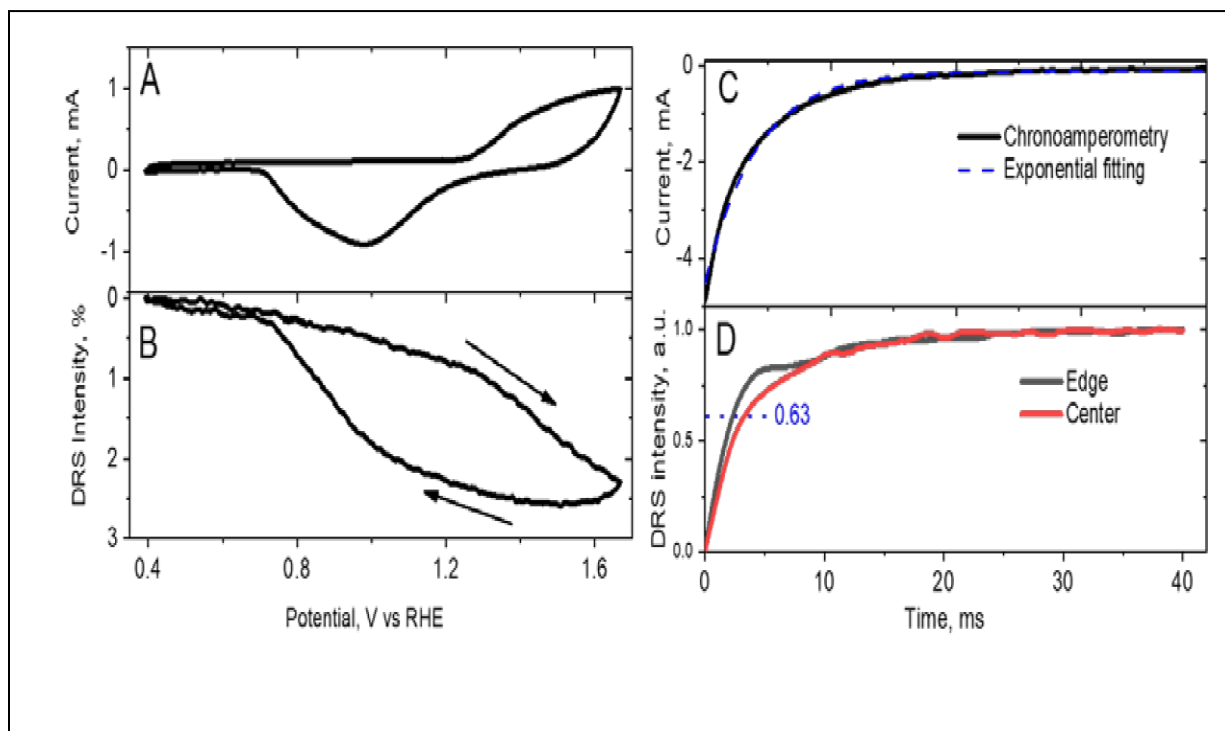 A
Current, mA
1
0
-1
B
DRS Intensity, %
0
1
2
3
0.4
0.8
1.2
1.6
Potential, V vs RHE
C
Current, mA
0
-2
-4
Chronoamperometry
Exponential fitting
D
DRS intensity, a.u.
1.0
0.5
0.0
Edge
Center
0.63
0
10
20
30
40
Time, ms